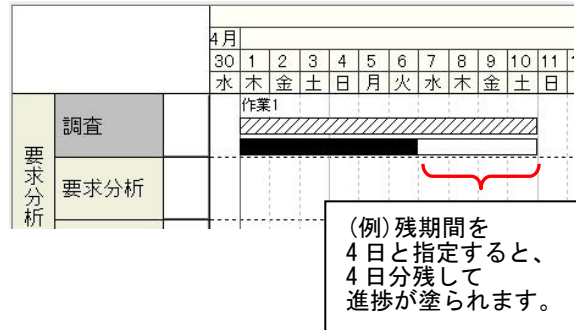 4月
30 1 2 3 4 5 6 7 8 9 10 11
水 木 金 土 日 月 火 水 木 金 土 日
作業1
調査
要求分析
要求分析
(例)残期間を
4日と指定すると、
4日分残して
進捗が塗られます。